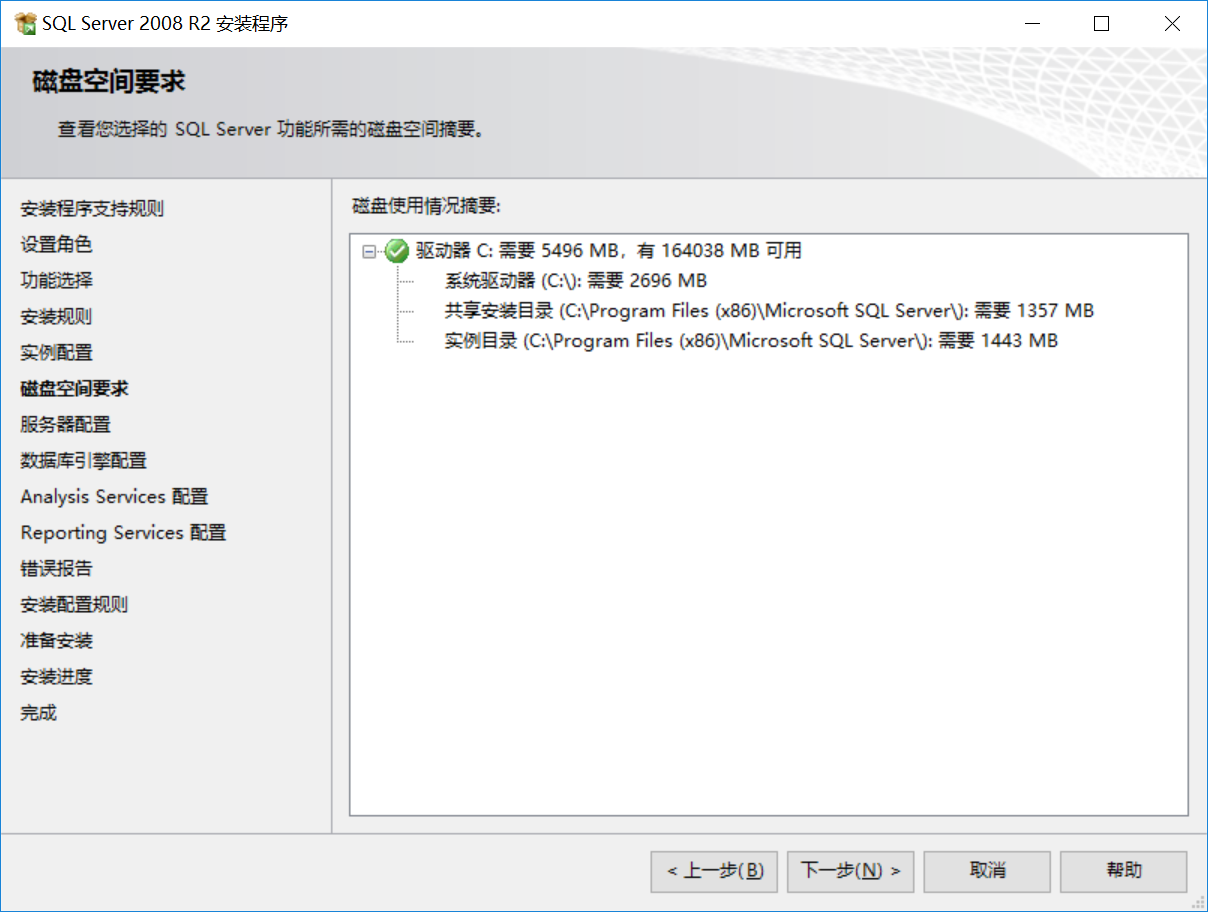 SQL Server 2008 R2 安装程序
磁盘空间要求
查看您选择的 SQL Server 功能所需的磁盘空间摘要。
安装程序支持规则
设置角色
功能选择
安装规则
实例配置
磁盘空间要求
服务器配置
数据库引擎配置
Analysis Services 配置
Reporting Services 配置
错误报告
安装配置规则
准备安装
安装进度
完成
磁盘使用情况摘要:
驱动器 C: 需要 5496 MB，有 164038 MB 可用
系统驱动器 (C:\): 需要 2696 MB
共享安装目录 (C:\Program Files (x86)\Microsoft SQL Server\): 需要 1357 MB
实例目录 (C:\Program Files (x86)\Microsoft SQL Server\): 需要 1443 MB
< 上一步(B) 下一步(N) > 取消 帮助